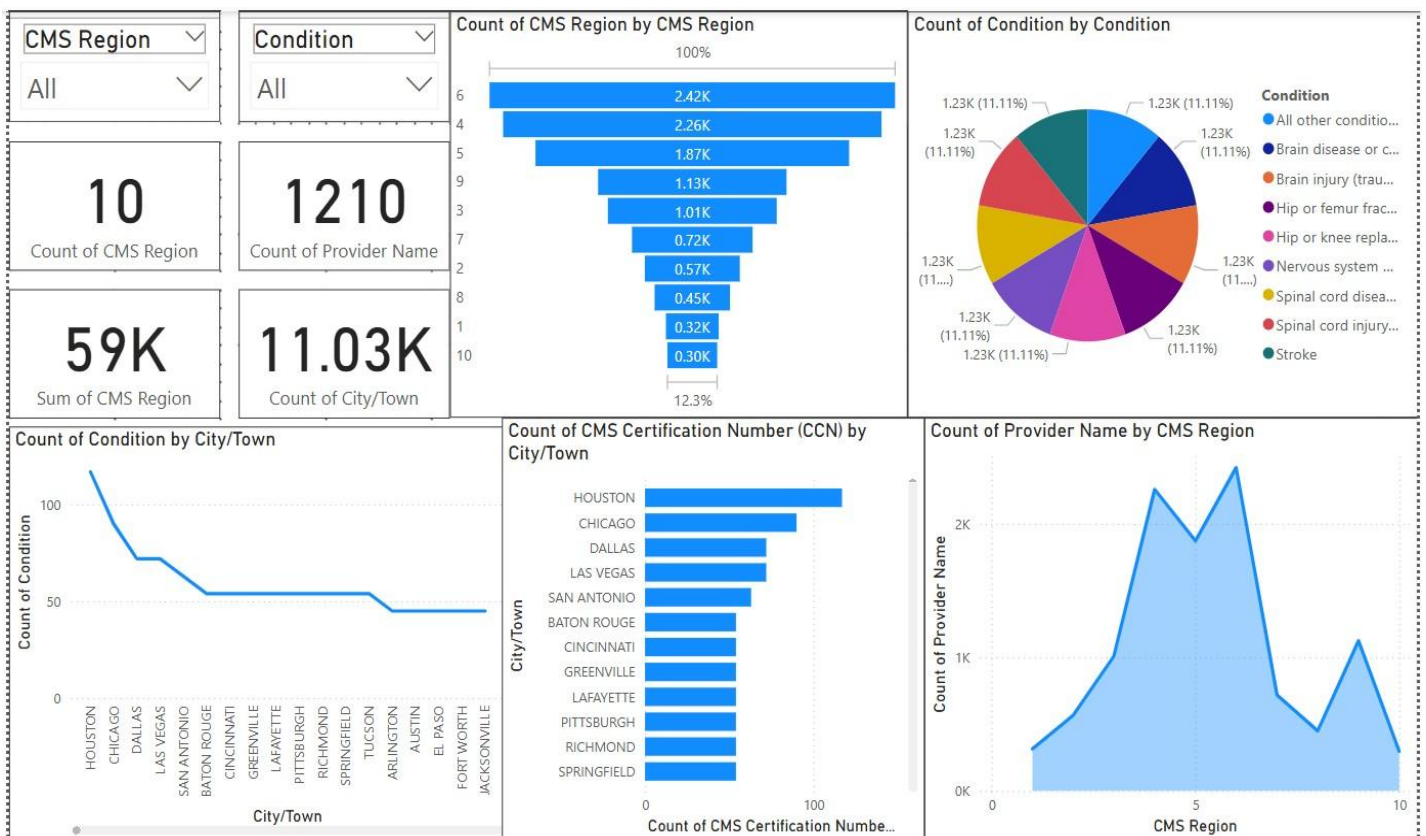 CMS Region
All
Condition
All
10
Count of CMS Region
1210
Count of Provider Name
59K
Sum of CMS Region
11.03K
Count of City/Town
Count of CMS Region by CMS Region
100%
6 2.42K
4 2.26K
5 1.87K
9 1.13K
3 1.01K
7 0.72K
2 0.57K
8 0.45K
1 0.32K
10 0.30K
12.3%
Count of Condition by Condition
1.23K (11.11%)
1.23K
(11.11%)
1.23K
(11....)
1.23K
(11.11%)
1.23K (11.11%)
1.23K
(11.11%)
1.23K
(11....)
1.23K
(11.11%)
1.23K (11.11%)
Condition
All other conditio...
Brain disease or c...
Brain injury (trau...
Hip or femur frac...
Hip or knee repla...
Nervous system ...
Spinal cord disea...
Spinal cord injury...
Stroke
Count of Condition by City/Town
Count of Condition
100
50
0
HOUSTON
CHICAGO
DALLAS
LAS VEGAS
SAN ANTONIO
BATON ROUGE
CINCINNATI
GREENVILLE
LAFAYETTE
PITTSBURGH
RICHMOND
SPRINGFIELD
TUCSON
ARLINGTON
AUSTIN
EL PASO
FORT WORTH
JACKSONVILLE
City/Town
Count of CMS Certification Number (CCN) by
City/Town
City/Town
HOUSTON
CHICAGO
DALLAS
LAS VEGAS
SAN ANTONIO
BATON ROUGE
CINCINNATI
GREENVILLE
LAFAYETTE
PITTSBURGH
RICHMOND
SPRINGFIELD
0 100
Count of CMS Certification Numbe...
Count of Provider Name by CMS Region
Count of Provider Name
2K
1K
0K
0 5 10
CMS Region